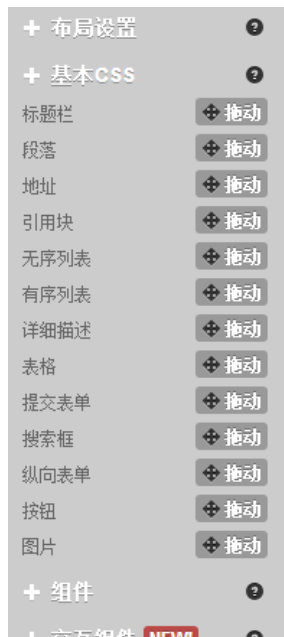 + 布局设置 ?
+ 基本CSS ?
标题栏 拖动
段落 拖动
地址 拖动
引用块 拖动
无序列表 拖动
有序列表 拖动
详细描述 拖动
表格 拖动
提交表单 拖动
搜索框 拖动
纵向表单 拖动
按钮 拖动
图片 拖动
+ 组件 ?
+ 交互组件 NEW! ?